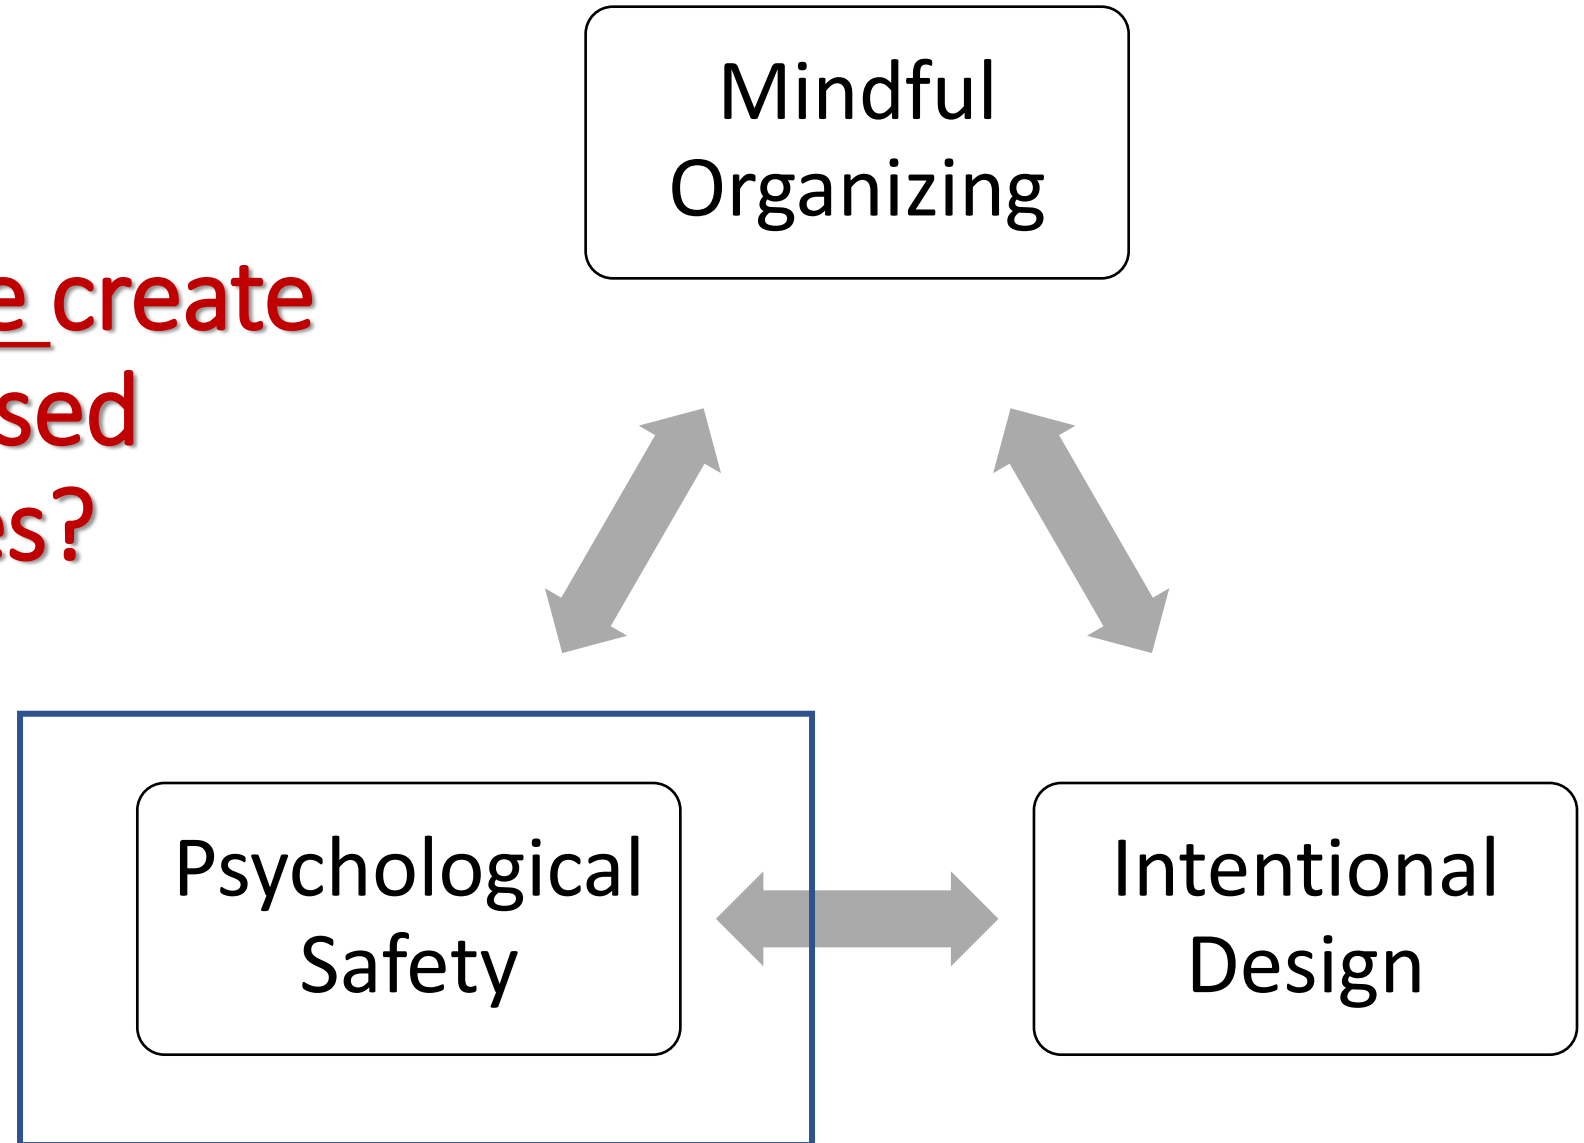 Mindful
Organizing
e create
sed
es?
Psychological
Safety
Intentional
Design